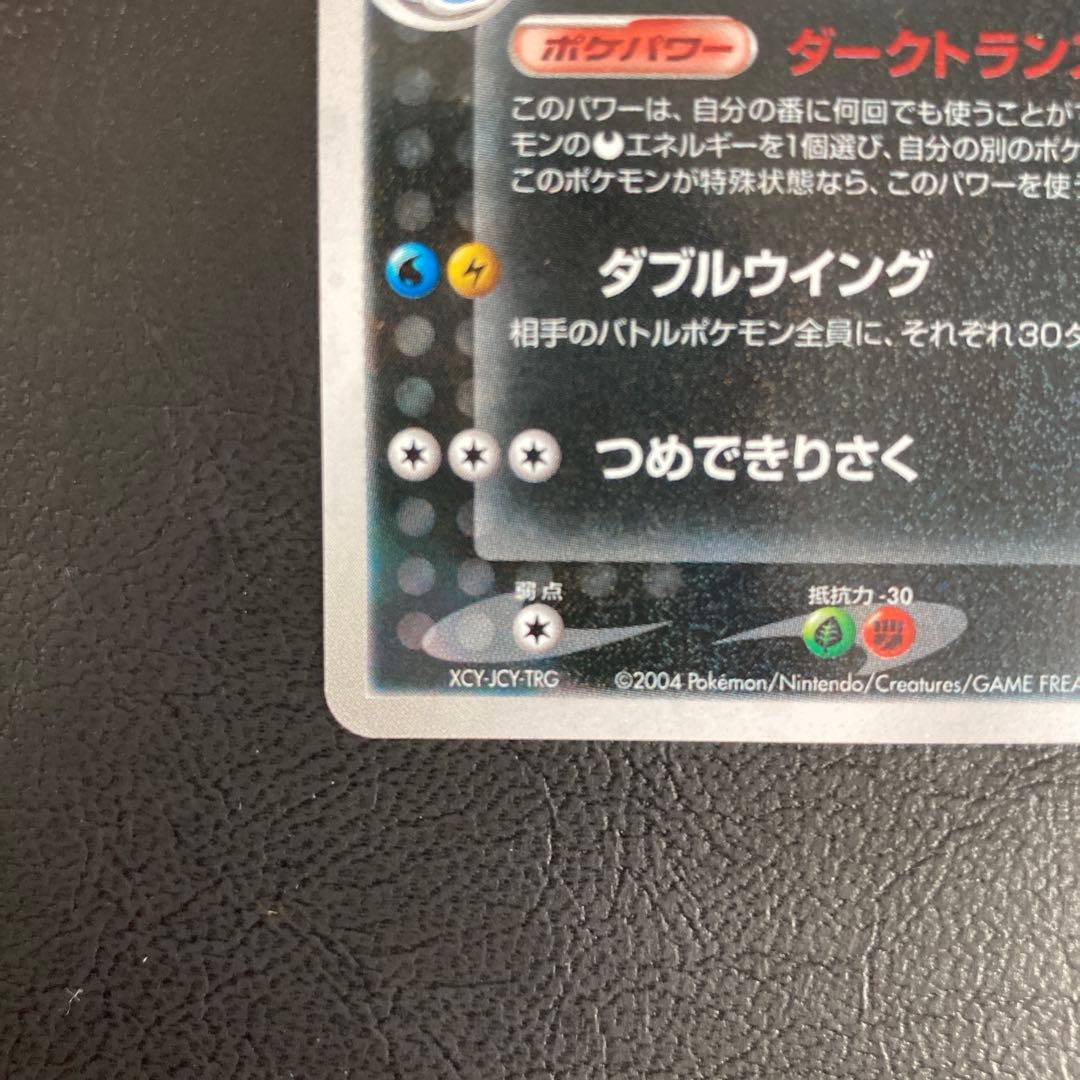 ポケパワー ダークトラン
このパワーは、自分の番に何回でも使うことが
モンのエネルギーを1個選び、自分の別のポケ
このポケモンが特殊状態なら、このパワーを使
ダブルウイング
相手のバトルポケモン全員に、それぞれ30ダ
つめできりさく
弱点 抵抗力 -30
XCY-JCY-TRG ©2004 Pokémon/Nintendo/Creatures/GAME FREA